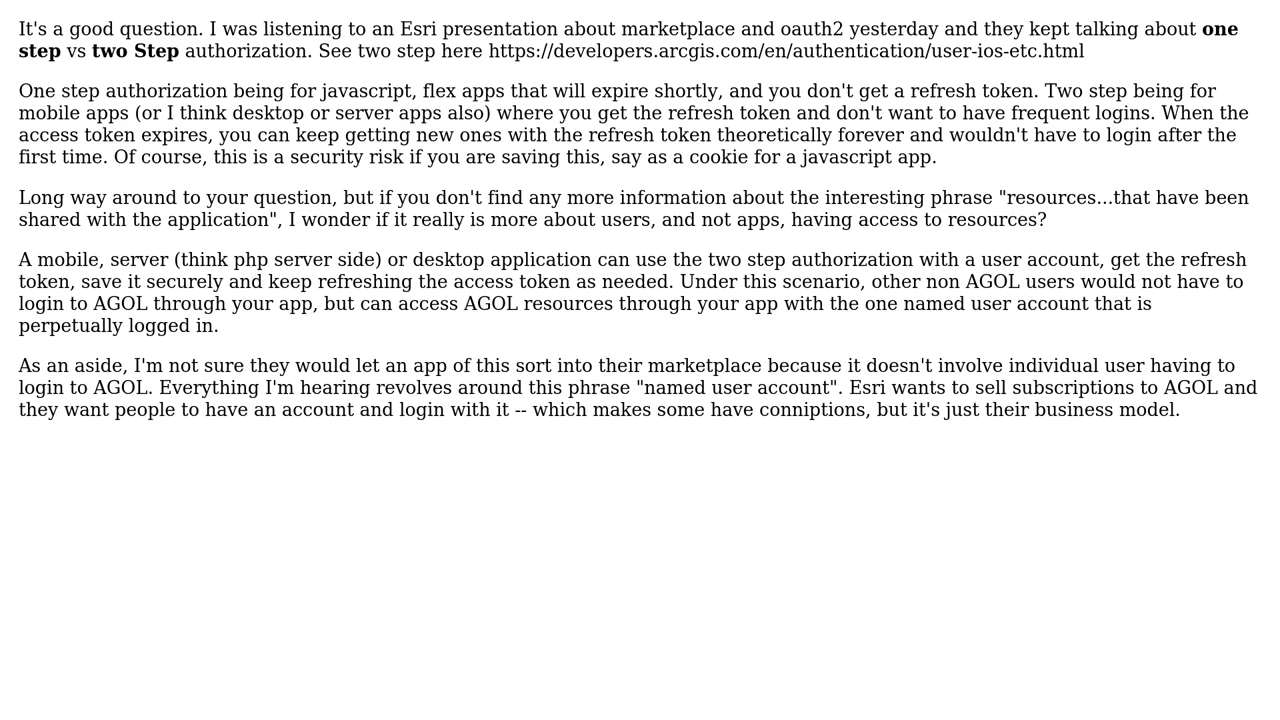 It's a good question. I was listening to an Esri presentation about marketplace and oauth2 yesterday and they kept talking about one
step vs two Step authorization. See two step here https://developers.arcgis.com/en/authentication/user-ios-etc.html
One step authorization being for javascript, flex apps that will expire shortly, and you don't get a refresh token. Two step being for
mobile apps (or I think desktop or server apps also) where you get the refresh token and don't want to have frequent logins. When the
access token expires, you can keep getting new ones with the refresh token theoretically forever and wouldn't have to login after the
first time. Of course, this is a security risk if you are saving this, say as a cookie for a javascript app.
Long way around to your question, but if you don't find any more information about the interesting phrase "resources...that have been
shared with the application", I wonder if it really is more about users, and not apps, having access to resources?
A mobile, server (think php server side) or desktop application can use the two step authorization with a user account, get the refresh
token, save it securely and keep refreshing the access token as needed. Under this scenario, other non AGOL users would not have to
login to AGOL through your app, but can access AGOL resources through your app with the one named user account that is
perpetually logged in.
As an aside, I'm not sure they would let an app of this sort into their marketplace because it doesn't involve individual user having to
login to AGOL. Everything I'm hearing revolves around this phrase "named user account". Esri wants to sell subscriptions to AGOL and
they want people to have an account and login with it -- which makes some have conniptions, but it's just their business model.